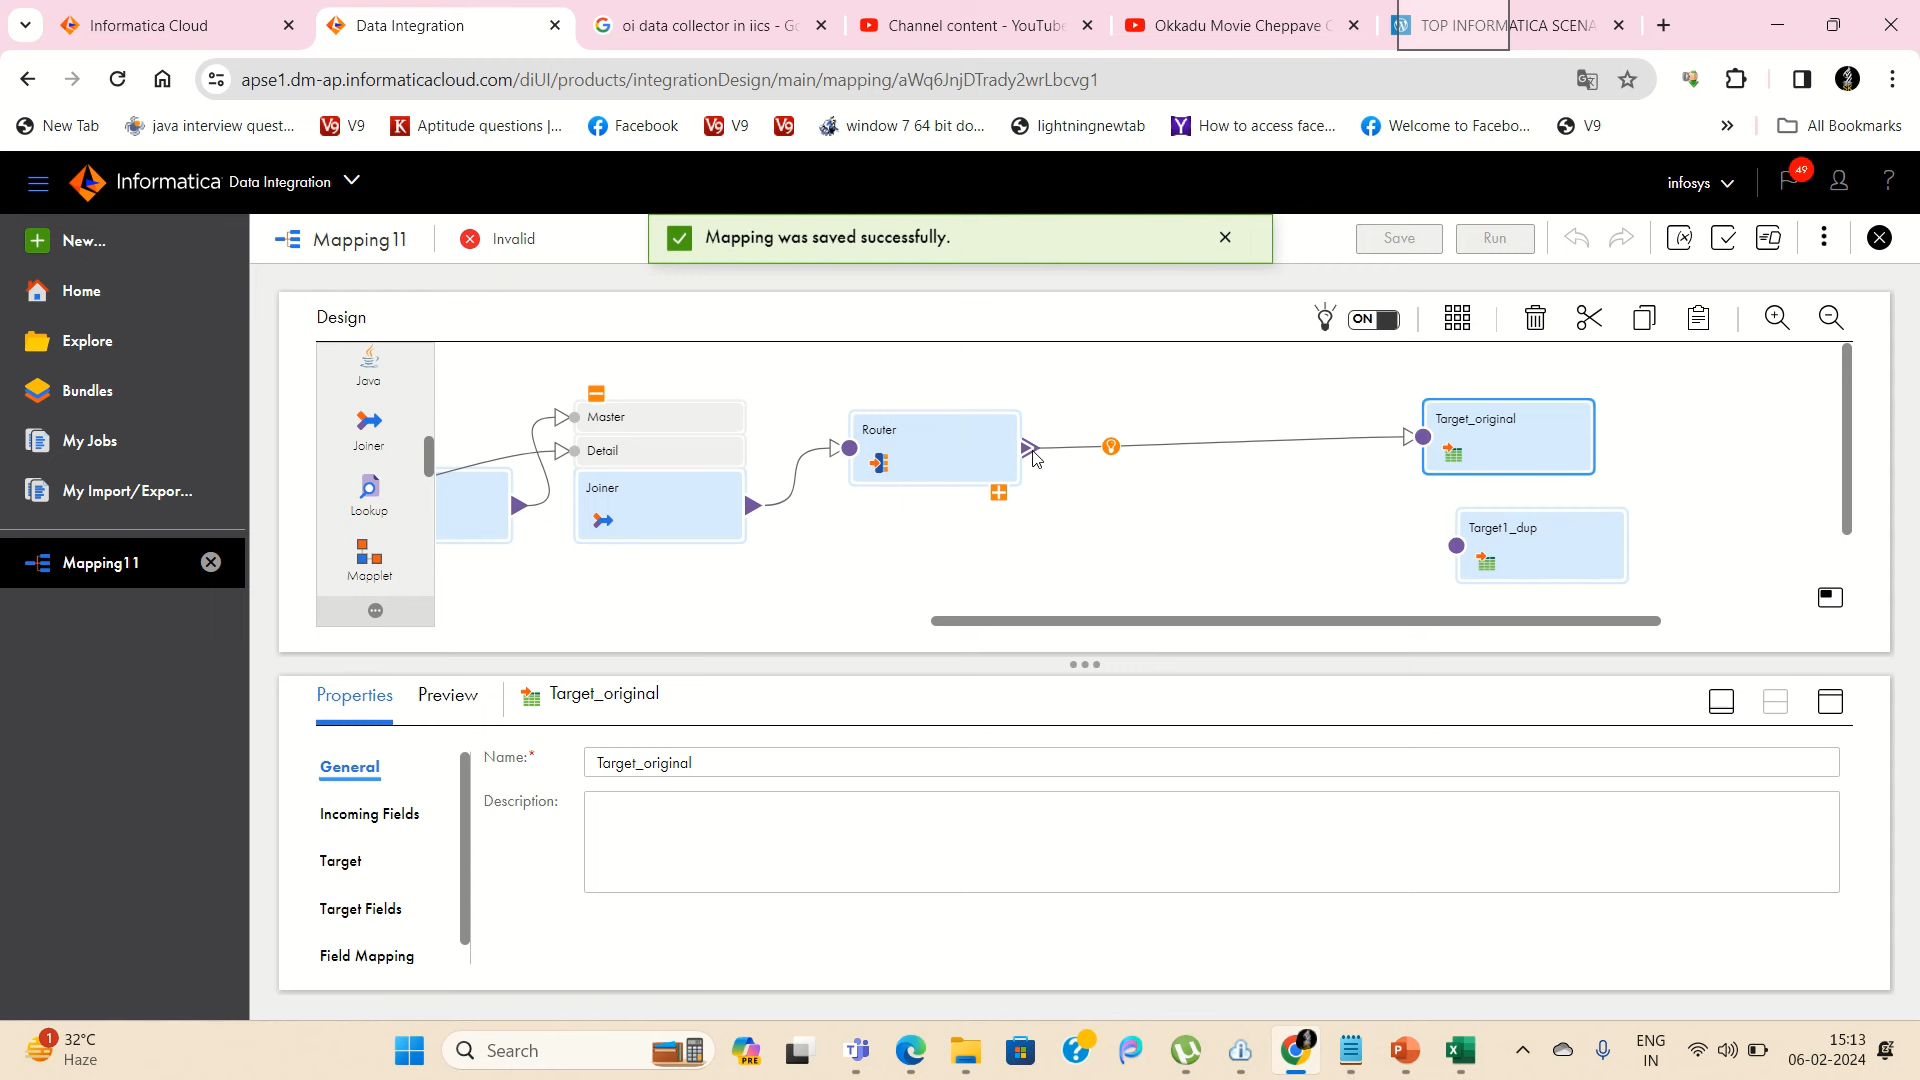 Informatica Cloud
Data Integration
oi data collector in iics - Go
Channel content - YouTube
Okkadu Movie Cheppave C
TOP INFORMATICA SCENA
apse1.dm-ap.informaticacloud.com/diUI/products/integrationDesign/main/mapping/aWq6JnjDTrady2wrLbcvg1
New Tab
java interview quest...
V9
Aptitude questions |...
Facebook
V9
window 7 64 bit do...
lightningnewtab
How to access face...
Welcome to Facebo...
V9
All Bookmarks
Informatica
Data Integration
infosys
49
New...
Mapping11
Invalid
Mapping was saved successfully.
Save
Run
Home
Explore
Bundles
My Jobs
My Import/Expor...
Mapping11
Design
ON
Java
Joiner
Lookup
Mapplet
Master
Detail
Joiner
Router
Target_original
Target1_dup
Properties
Preview
Target_original
General
Incoming Fields
Target
Target Fields
Field Mapping
Name:*
Target_original
Description:
1
32°C
Haze
Search
PRE
ENG
IN
15:13
06-02-2024